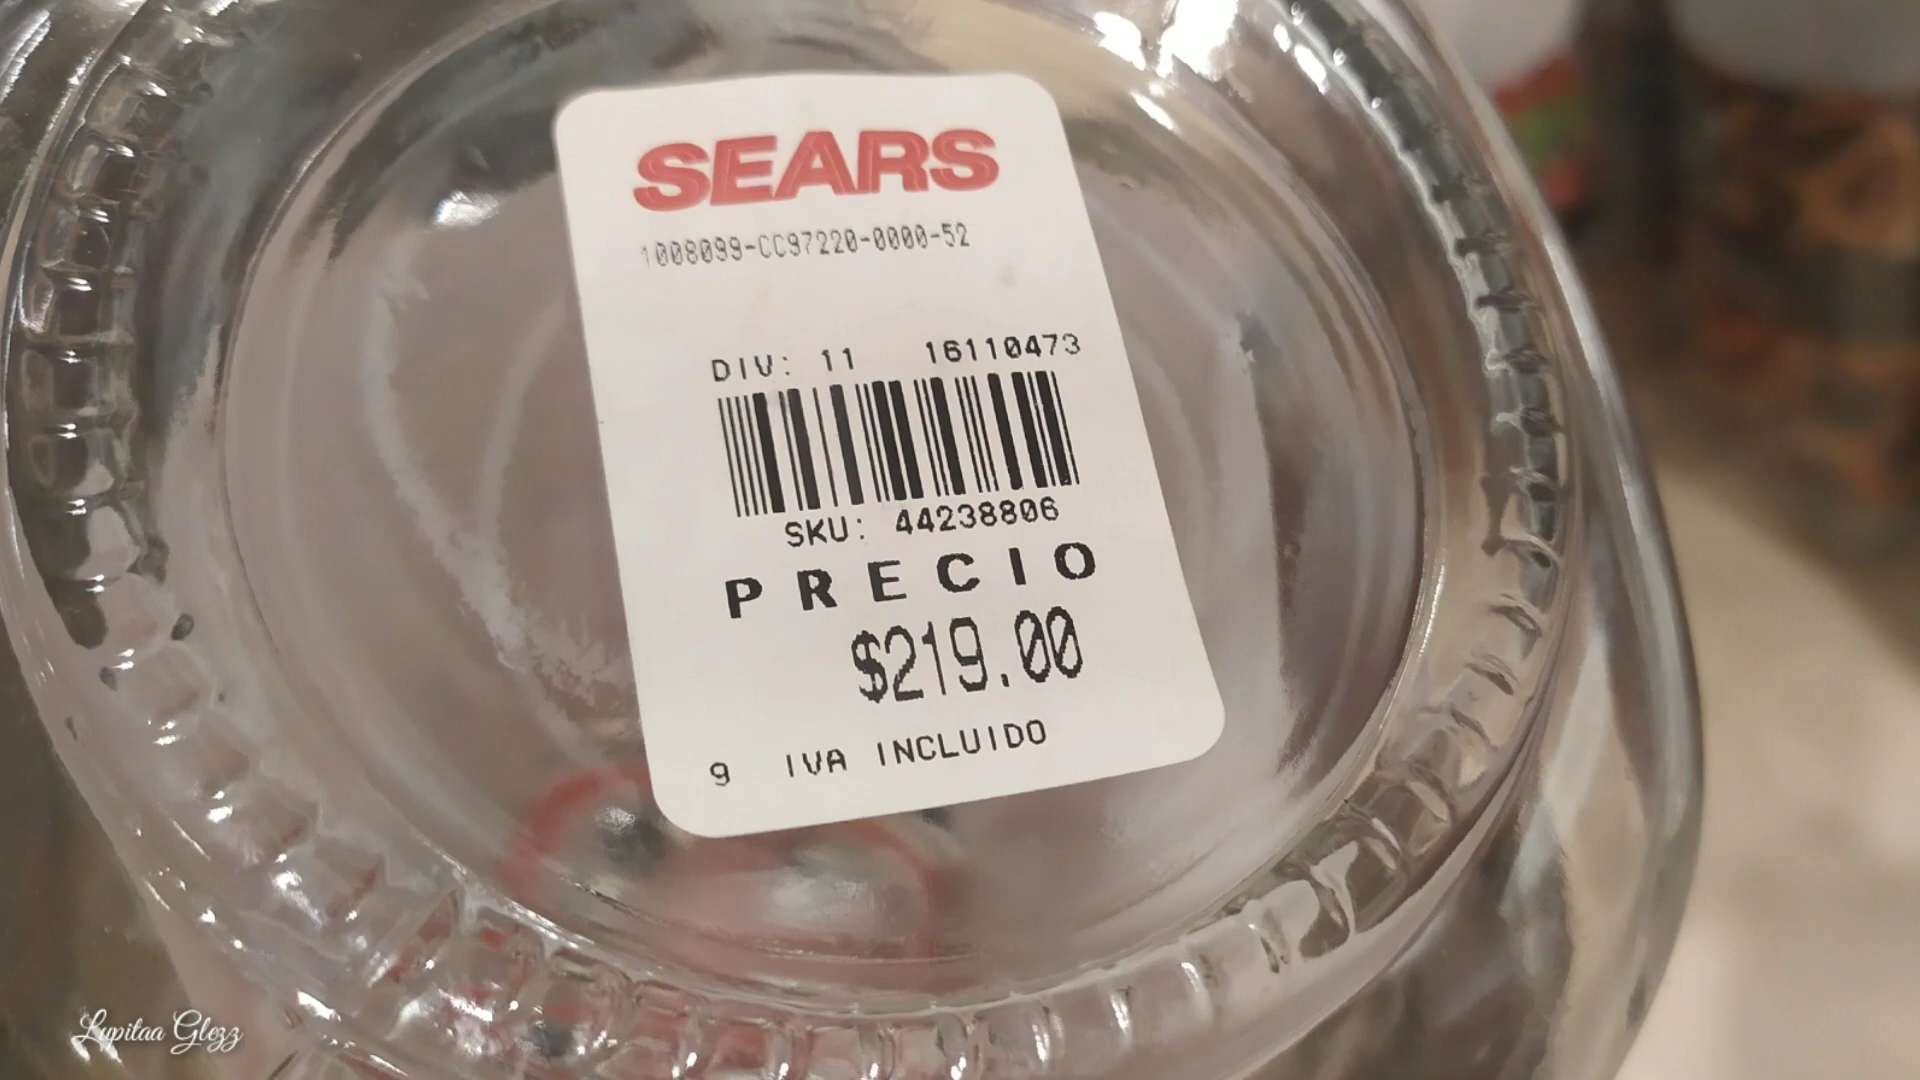 SEARS
1008099-CC97220-0000-52
DIV: 11 16110473
SKU: 44238806
PRECIO
$219.00
9 IVA INCLUIDO
Lupitaa Glezz